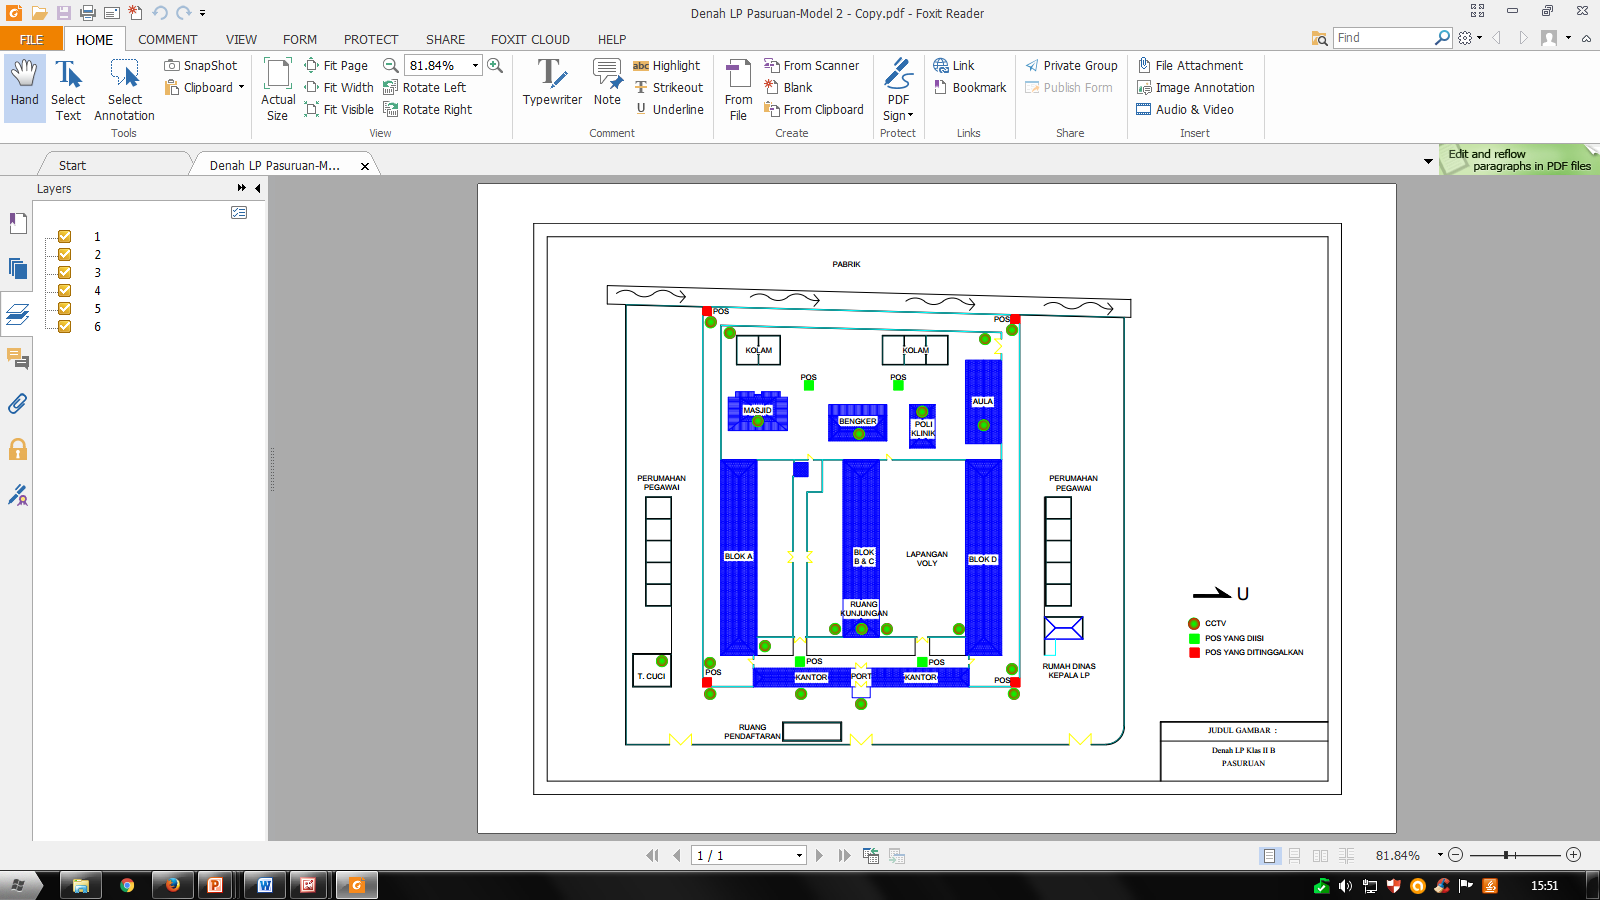 Denah LP Pasuruan-Model 2 - Copy.pdf - Foxit Reader
FILE
HOME
COMMENT
VIEW
FORM
PROTECT
SHARE
FOXIT CLOUD
HELP
Find
Hand
Select
Text
Select
Annotation
SnapShot
Clipboard
Tools
Actual
Size
Fit Page
Fit Width
Fit Visible
81.84%
Rotate Left
Rotate Right
View
Typewriter
Note
abc Highlight
Strikeout
U Underline
Comment
From
File
From Scanner
Blank
From Clipboard
Create
PDF
Sign
Protect
Link
Bookmark
Links
Private Group
Publish Form
Share
File Attachment
Image Annotation
Audio & Video
Insert
Start
Denah LP Pasuruan-M...
Edit and reflow
paragraphs in PDF files
Layers
1
2
3
4
5
6
PABRIK
POS
POS
KOLAM
KOLAM
POS
POS
MASJID
BENGKER
POLI
KLINIK
AULA
PERUMAHAN
PEGAWAI
PERUMAHAN
PEGAWAI
BLOK A
BLOK
B & C
LAPANGAN
VOLY
BLOK D
RUANG
KUNJUNGAN
U
CCTV
POS YANG DIISI
POS YANG DITINGGALKAN
POS
POS
POS
POS
T. CUCI
KANTOR
PORT
KANTOR
RUMAH DINAS
KEPALA LP
RUANG
PENDAFTARAN
JUDUL GAMBAR :
Denah LP Klas II B
PASURUAN
1 / 1
81.84%
15:51